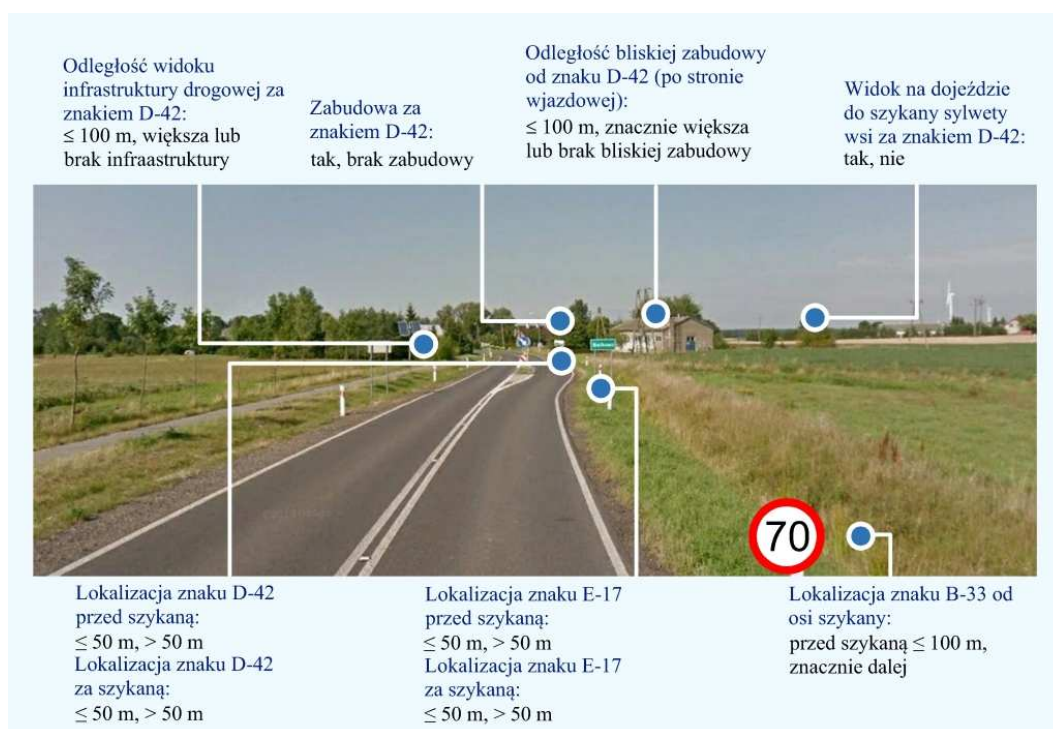 Odległość widoku
infrastruktury drogowej za
znakiem D-42:
≤ 100 m, większa lub
brak infraastruktury
Zabudowa za
znakiem D-42:
tak, brak zabudowy
Odległość bliskiej zabudowy
od znaku D-42 (po stronie
wjazdowej):
≤ 100 m, znacznie większa
lub brak bliskiej zabudowy
Widok na dojeździe
do szykany sylwety
wsi za znakiem D-42:
tak, nie
70
Lokalizacja znaku D-42
przed szykaną:
≤ 50 m, > 50 m
Lokalizacja znaku D-42
za szykaną:
≤ 50 m, > 50 m
Lokalizacja znaku E-17
przed szykaną:
≤ 50 m, > 50 m
Lokalizacja znaku E-17
za szykaną:
≤ 50 m, > 50 m
Lokalizacja znaku B-33 od
osi szykany:
przed szykaną ≤ 100 m,
znacznie dalej